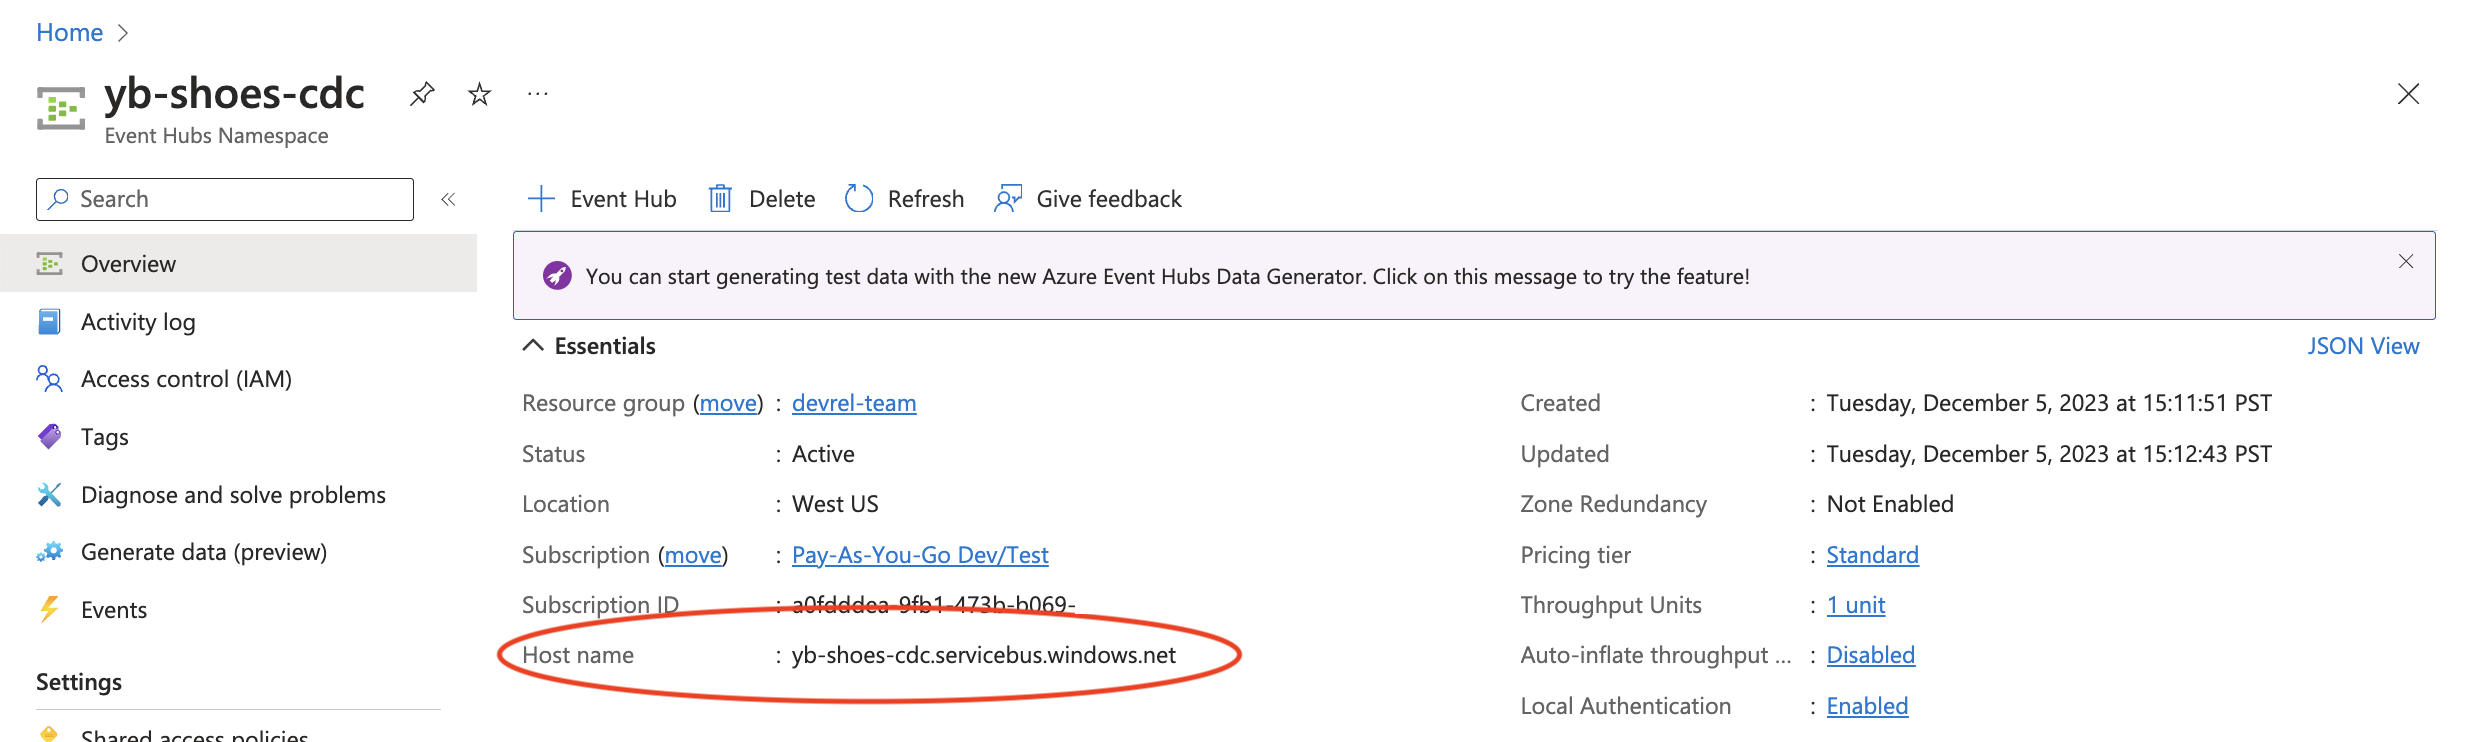 Home
yb-shoes-cdc
Event Hubs Namespace
Search
Overview
Activity log
Access control (IAM)
Tags
Diagnose and solve problems
Generate data (preview)
Events
Settings
Shared access policies
Event Hub Delete Refresh Give feedback
You can start generating test data with the new Azure Event Hubs Data Generator. Click on this message to try the feature!
Essentials
JSON View
Resource group (move) : devrel-team
Status : Active
Location : West US
Subscription (move) : Pay-As-You-Go Dev/Test
Subscription ID : a0fdddea-9fb1-473b-b069-
Host name : yb-shoes-cdc.servicebus.windows.net
Created : Tuesday, December 5, 2023 at 15:11:51 PST
Updated : Tuesday, December 5, 2023 at 15:12:43 PST
Zone Redundancy : Not Enabled
Pricing tier : Standard
Throughput Units : 1 unit
Auto-inflate throughput ... : Disabled
Local Authentication : Enabled